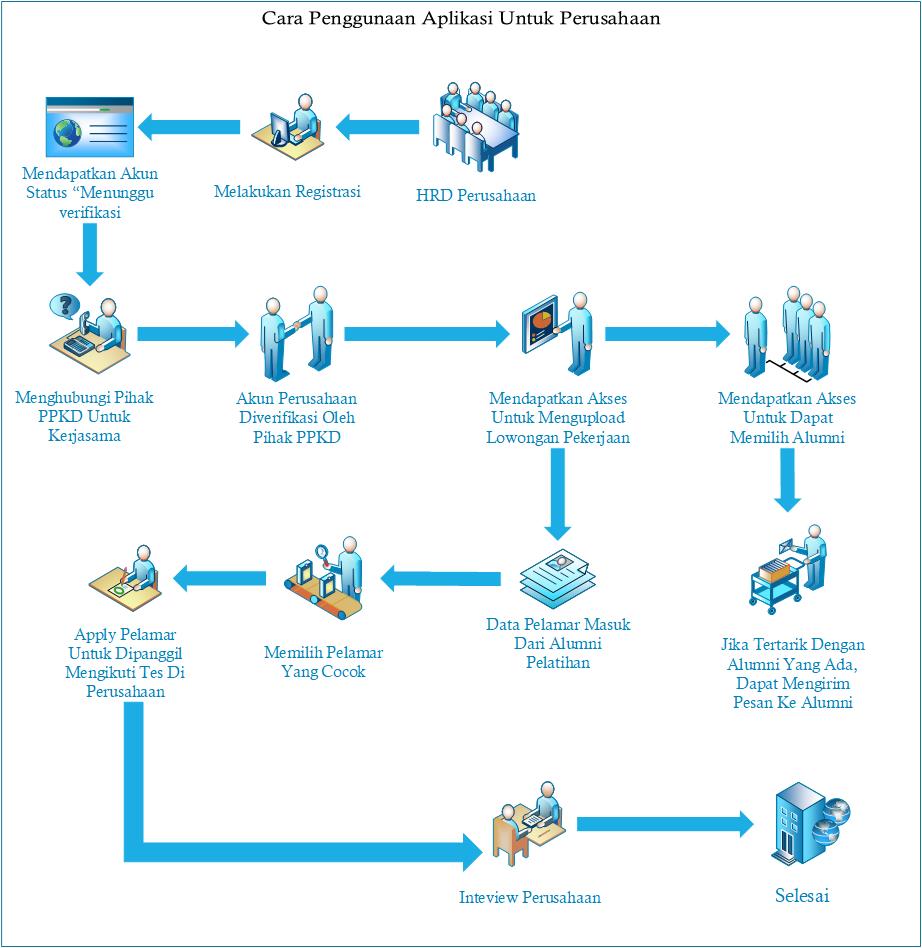 Cara Penggunaan Aplikasi Untuk Perusahaan
HRD Perusahaan
Melakukan Registrasi
Mendapatkan Akun
Status “Menunggu
verifikasi
Menghubungi Pihak
PPKD Untuk
Kerjasama
Akun Perusahaan
Diverifikasi Oleh
Pihak PPKD
Mendapatkan Akses
Untuk Mengupload
Lowongan Pekerjaan
Mendapatkan Akses
Untuk Dapat
Memilih Alumni
Jika Tertarik Dengan
Alumni Yang Ada,
Dapat Mengirim
Pesan Ke Alumni
Data Pelamar Masuk
Dari Alumni
Pelatihan
Memilih Pelamar
Yang Cocok
Apply Pelamar
Untuk Dipanggil
Mengikuti Tes Di
Perusahaan
Inteview Perusahaan
Selesai